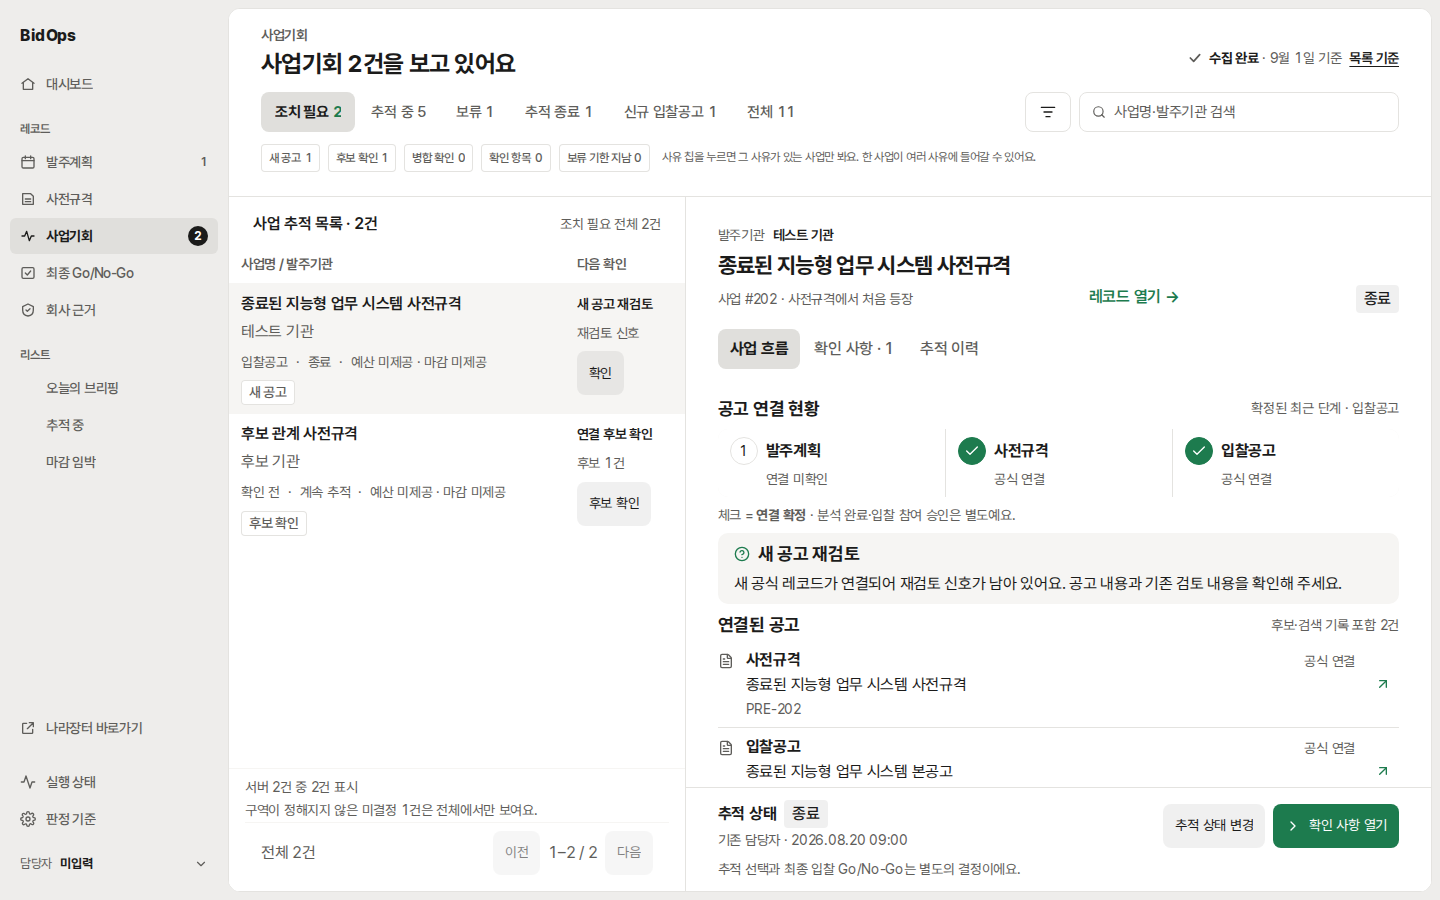 BidOps
대시보드
레코드
발주계획 1
사전규격
사업기회 2
최종 Go/No-Go
회사 근거
리스트
오늘의 브리핑
추적 중
마감 임박
나라장터 바로가기
실행 상태
판정 기준
담당자 미입력
사업기회
사업기회 2건을 보고 있어요
수집 완료 · 9월 1일 기준 목록 기준
조치 필요 2 추적 중 5 보류 1 추적 종료 1 신규 입찰공고 1 전체 11
사업명·발주기관 검색
새 공고 1 후보 확인 1 병합 확인 0 확인 항목 0 보류 기한 지남 0 사유 칩을 누르면 그 사유가 있는 사업만 봐요. 한 사업이 여러 사유에 들어갈 수 있어요.
사업 추적 목록 · 2건 조치 필요 전체 2건
사업명 / 발주기관 다음 확인
종료된 지능형 업무 시스템 사전규격 새 공고 재검토
테스트 기관 재검토 신호
입찰공고 · 종료 · 예산 미제공 · 마감 미제공 확인
새 공고
후보 관계 사전규격 연결 후보 확인
후보 기관 후보 1건
확인 전 · 계속 추적 · 예산 미제공 · 마감 미제공 후보 확인
후보 확인
서버 2건 중 2건 표시
구역이 정해지지 않은 미결정 1건은 전체에서만 보여요.
전체 2건 이전 1–2 / 2 다음
발주기관 테스트 기관
종료된 지능형 업무 시스템 사전규격
사업 #202 · 사전규격에서 처음 등장 레코드 열기 → 종료
사업 흐름 확인 사항 · 1 추적 이력
공고 연결 현황 확정된 최근 단계 · 입찰공고
1 발주계획 사전규격 입찰공고
연결 미확인 공식 연결 공식 연결
체크 = 연결 확정 · 분석 완료·입찰 참여 승인은 별도예요.
새 공고 재검토
새 공식 레코드가 연결되어 재검토 신호가 남아 있어요. 공고 내용과 기존 검토 내용을 확인해 주세요.
연결된 공고 후보·검색 기록 포함 2건
사전규격 공식 연결
종료된 지능형 업무 시스템 사전규격
PRE-202
입찰공고 공식 연결
종료된 지능형 업무 시스템 본공고
추적 상태 종료
기존 담당자 · 2026.08.20 09:00
추적 상태 변경 확인 사항 열기
추적 선택과 최종 입찰 Go/No-Go는 별도의 결정이에요.